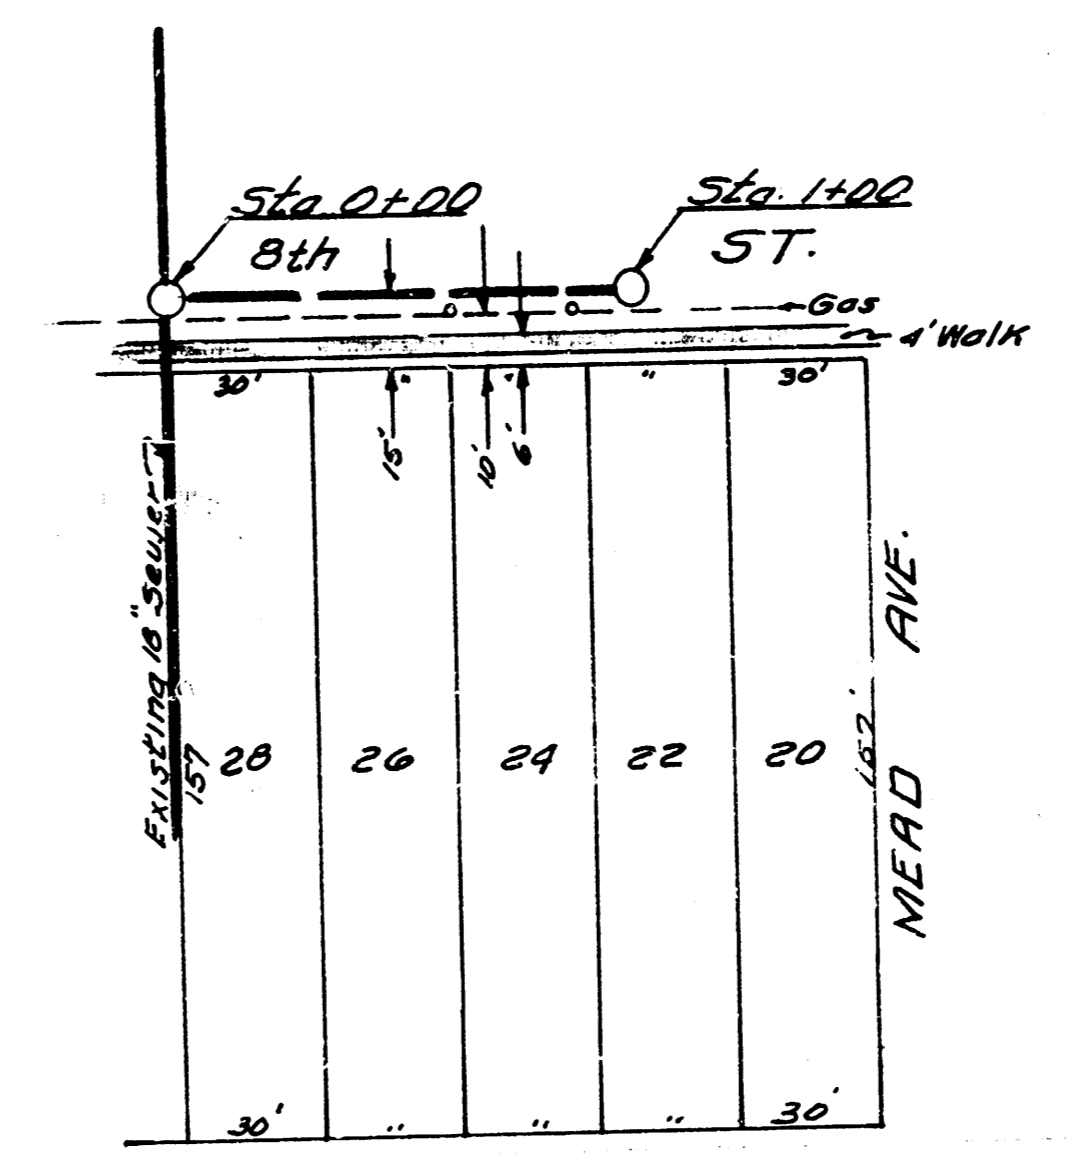 Sta. 0+00
Sta. 1+00
8th ST.
Gas
4' Walk
30' " " " 30'
15'
10'
6'
Existing 18" Sewer
AVE.
MEAD
157
28 26 24 22 20
30' " " " 30'